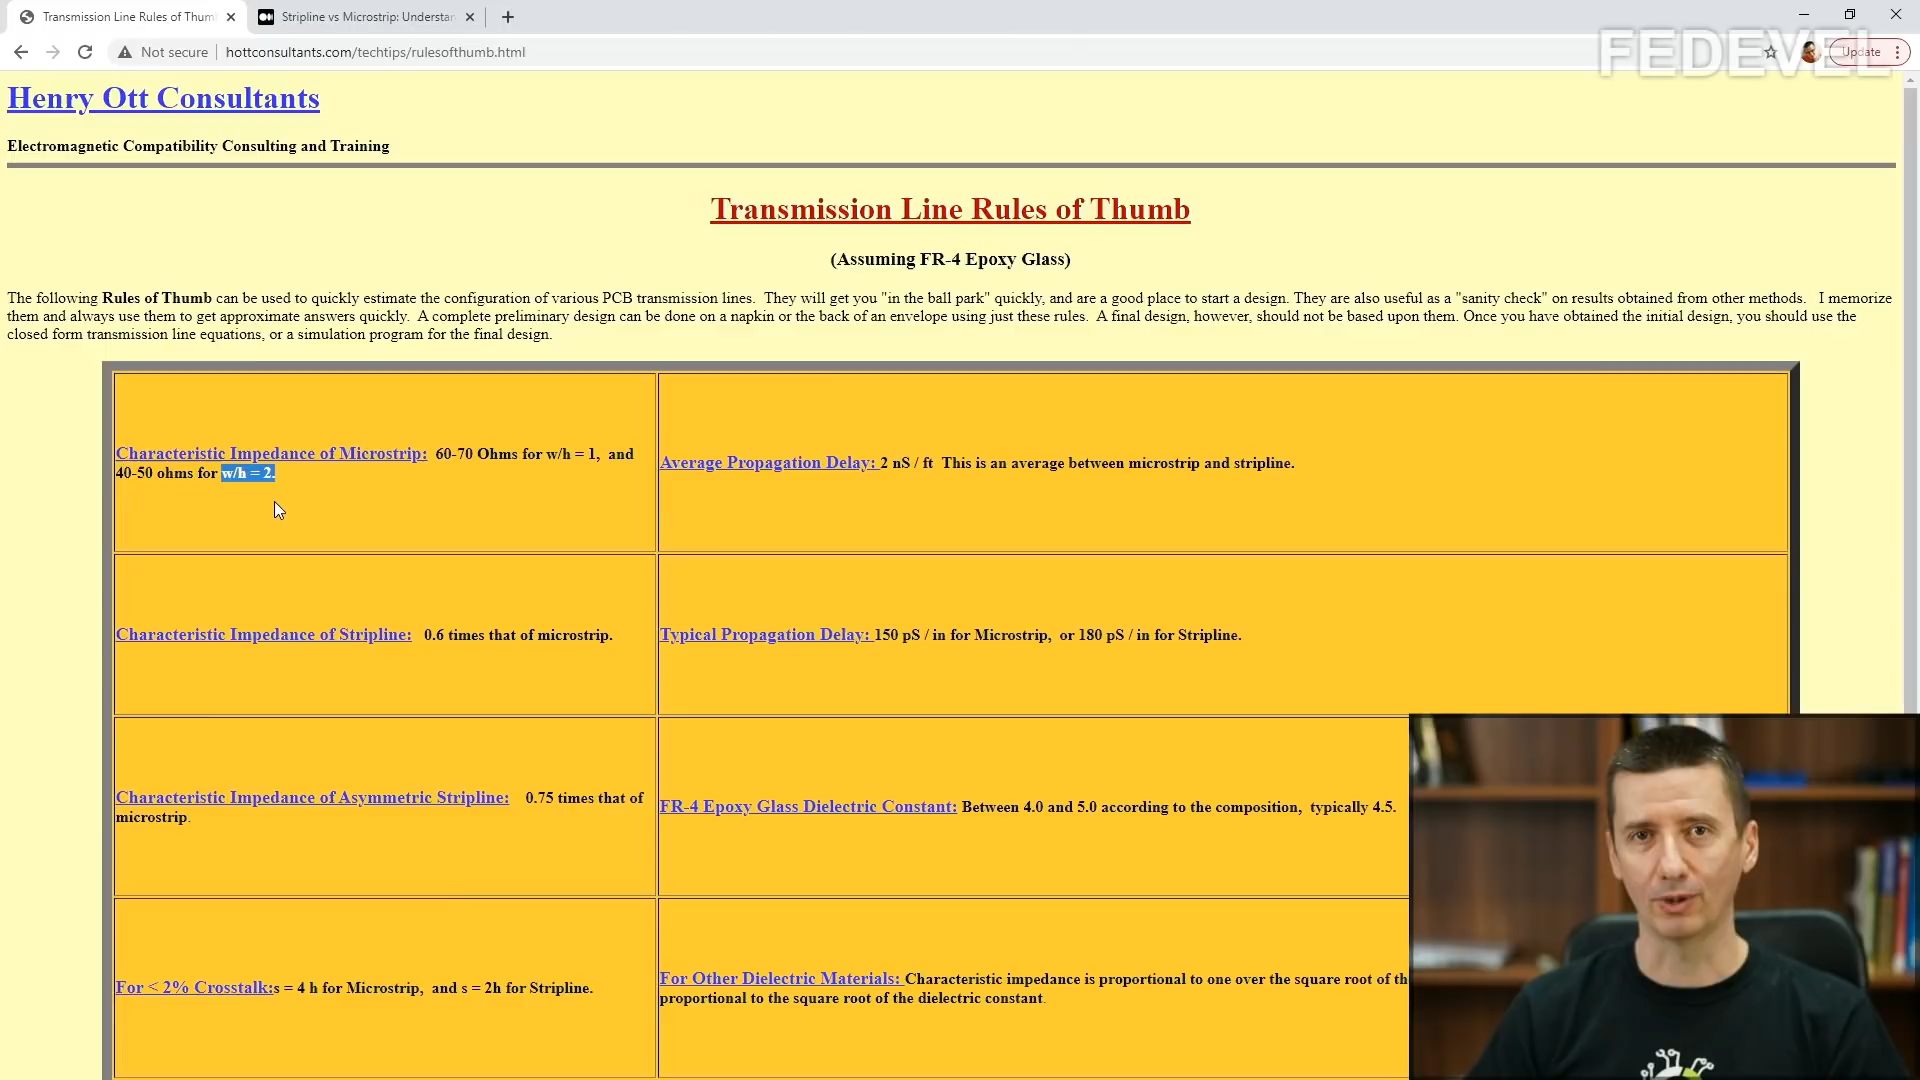 Transmission Line Rules of Thum
Stripline vs Microstrip: Understan
Not secure
hottconsultants.com/techtips/rulesofthumb.html
Update
FEDEVEL
Henry Ott Consultants
Electromagnetic Compatibility Consulting and Training
Transmission Line Rules of Thumb
(Assuming FR-4 Epoxy Glass)
The following Rules of Thumb can be used to quickly estimate the configuration of various PCB transmission lines. They will get you "in the ball park" quickly, and are a good place to start a design. They are also useful as a "sanity check" on results obtained from other methods. I memorize
them and always use them to get approximate answers quickly. A complete preliminary design can be done on a napkin or the back of an envelope using just these rules. A final design, however, should not be based upon them. Once you have obtained the initial design, you should use the
closed form transmission line equations, or a simulation program for the final design.
Characteristic Impedance of Microstrip: 60-70 Ohms for w/h = 1, and
40-50 ohms for w/h = 2.
Average Propagation Delay: 2 nS / ft This is an average between microstrip and stripline.
Characteristic Impedance of Stripline: 0.6 times that of microstrip.
Typical Propagation Delay: 150 pS / in for Microstrip, or 180 pS / in for Stripline.
Characteristic Impedance of Asymmetric Stripline: 0.75 times that of
microstrip.
FR-4 Epoxy Glass Dielectric Constant: Between 4.0 and 5.0 according to the composition, typically 4.5.
For < 2% Crosstalk:s = 4 h for Microstrip, and s = 2h for Stripline.
For Other Dielectric Materials: Characteristic impedance is proportional to one over the square root of th
proportional to the square root of the dielectric constant.